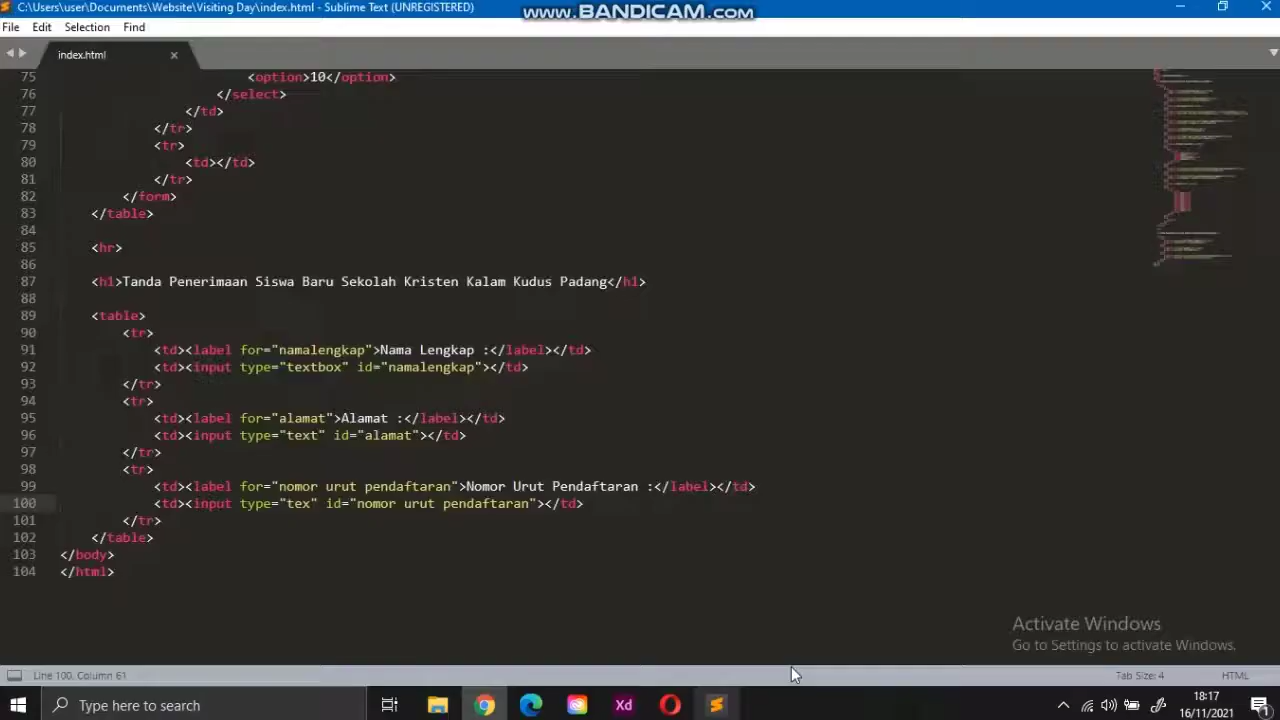 C:\Users\user\Documents\Website\Visiting Day\index.html - Sublime Text (UNREGISTERED)
www.BANDICAM.com
File Edit Selection Find
index.html
75 <option>10</option>
76 </select>
77 </td>
78 </tr>
79 <tr>
80 <td></td>
81 </tr>
82 </form>
83 </table>
84
85 <hr>
86
87 <h1>Tanda Penerimaan Siswa Baru Sekolah Kristen Kalam Kudus Padang</h1>
88
89 <table>
90 <tr>
91 <td><label for="namalengkap">Nama Lengkap :</label></td>
92 <td><input type="textbox" id="namalengkap"></td>
93 </tr>
94 <tr>
95 <td><label for="alamat">Alamat :</label></td>
96 <td><input type="text" id="alamat"></td>
97 </tr>
98 <tr>
99 <td><label for="nomor urut pendaftaran">Nomor Urut Pendaftaran :</label></td>
100 <td><input type="tex" id="nomor urut pendaftaran"></td>
101 </tr>
102 </table>
103 </body>
104 </html>
Activate Windows
Go to Settings to activate Windows.
Line 100, Column 61 Tab Size: 4 HTML
Type here to search
Xd
18:17
16/11/2021
1